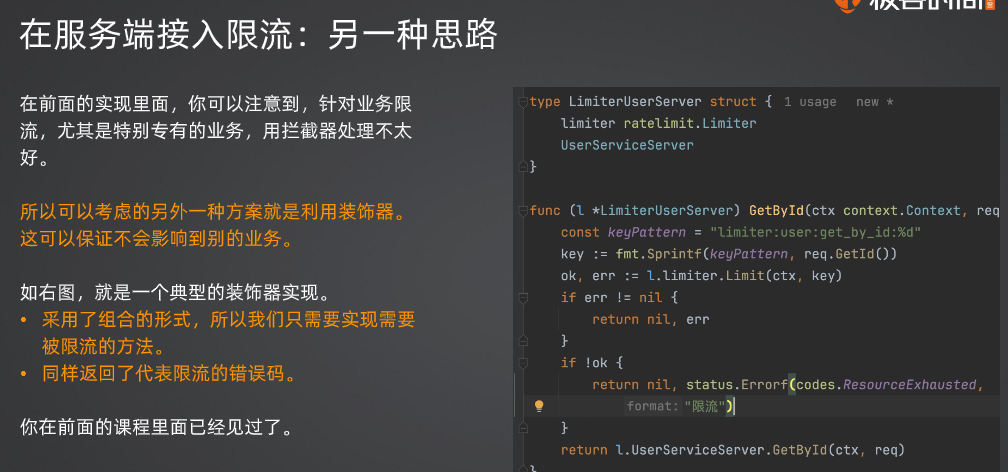 在服务端接入限流：另一种思路
极客时间
在前面的实现里面，你可以注意到，针对业务限
流，尤其是特别专有的业务，用拦截器处理不太
好。
所以可以考虑的另外一种方案就是利用装饰器。
这可以保证不会影响到别的业务。
如右图，就是一个典型的装饰器实现。
• 采用了组合的形式，所以我们只需要实现需要
被限流的方法。
• 同样返回了代表限流的错误码。
你在前面的课程里面已经见过了。
type LimiterUserServer struct { 1 usage new *
limiter ratelimit.Limiter
UserServiceServer
}
func (l *LimiterUserServer) GetById(ctx context.Context, req
const keyPattern = "limiter:user:get_by_id:%d"
key := fmt.Sprintf(keyPattern, req.GetId())
ok, err := l.limiter.Limit(ctx, key)
if err != nil {
return nil, err
}
if !ok {
return nil, status.Errorf(codes.ResourceExhausted,
format: "限流")
}
return l.UserServiceServer.GetById(ctx, req)
}